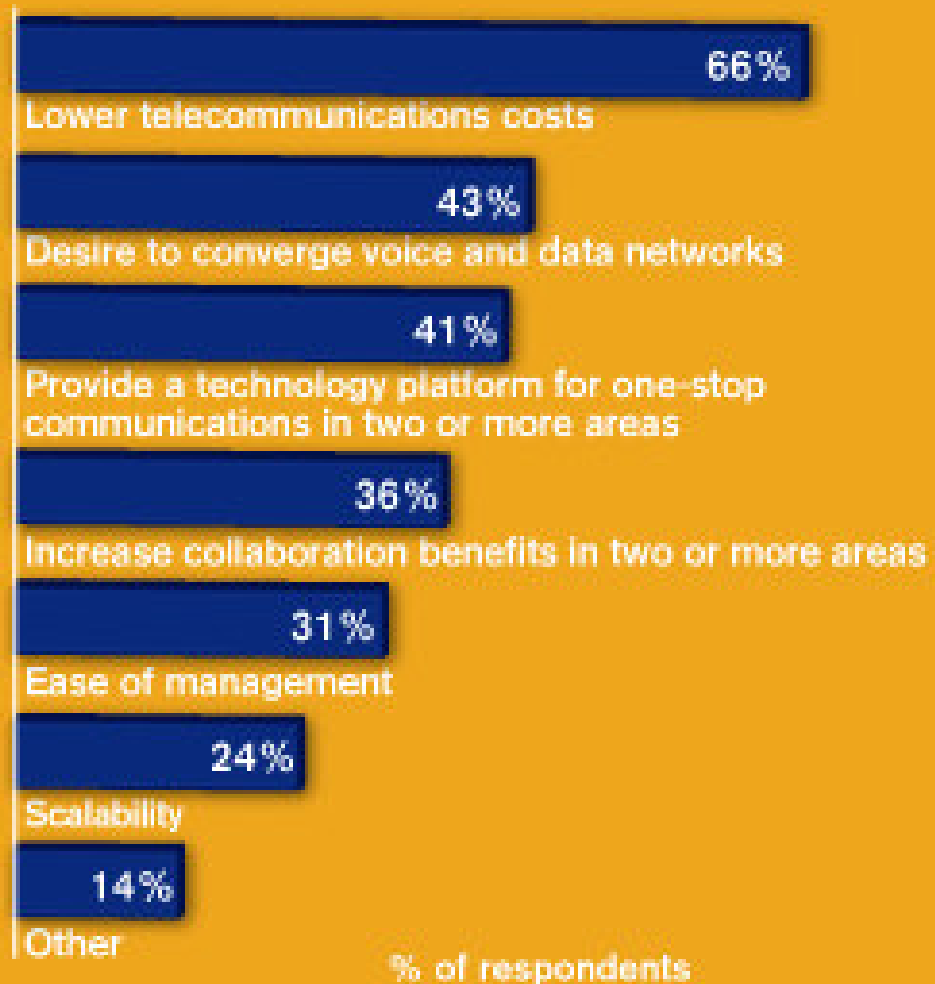 66%
Lower telecommunications costs
43%
Desire to converge voice and data networks
41%
Provide a technology platform for one-stop
communications in two or more areas
36%
Increase collaboration benefits in two or more areas
31%
Ease of management
24%
Scalability
14%
Other
% of respondents